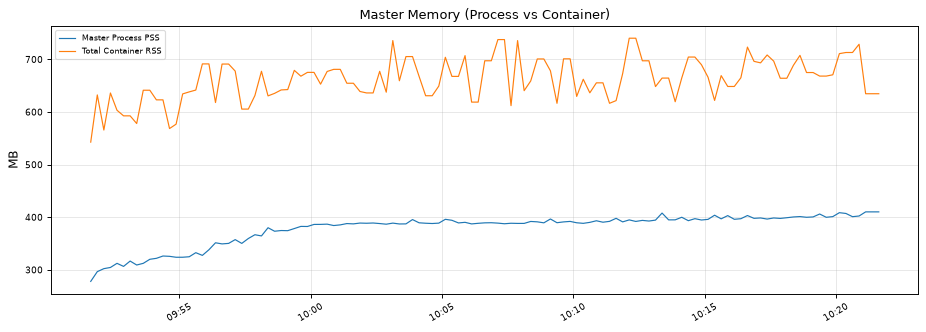 Master Memory (Process vs Container)
Master Process PSS
Total Container RSS
MB
700
600
500
400
300
09:55
10:00
10:05
10:10
10:15
10:20